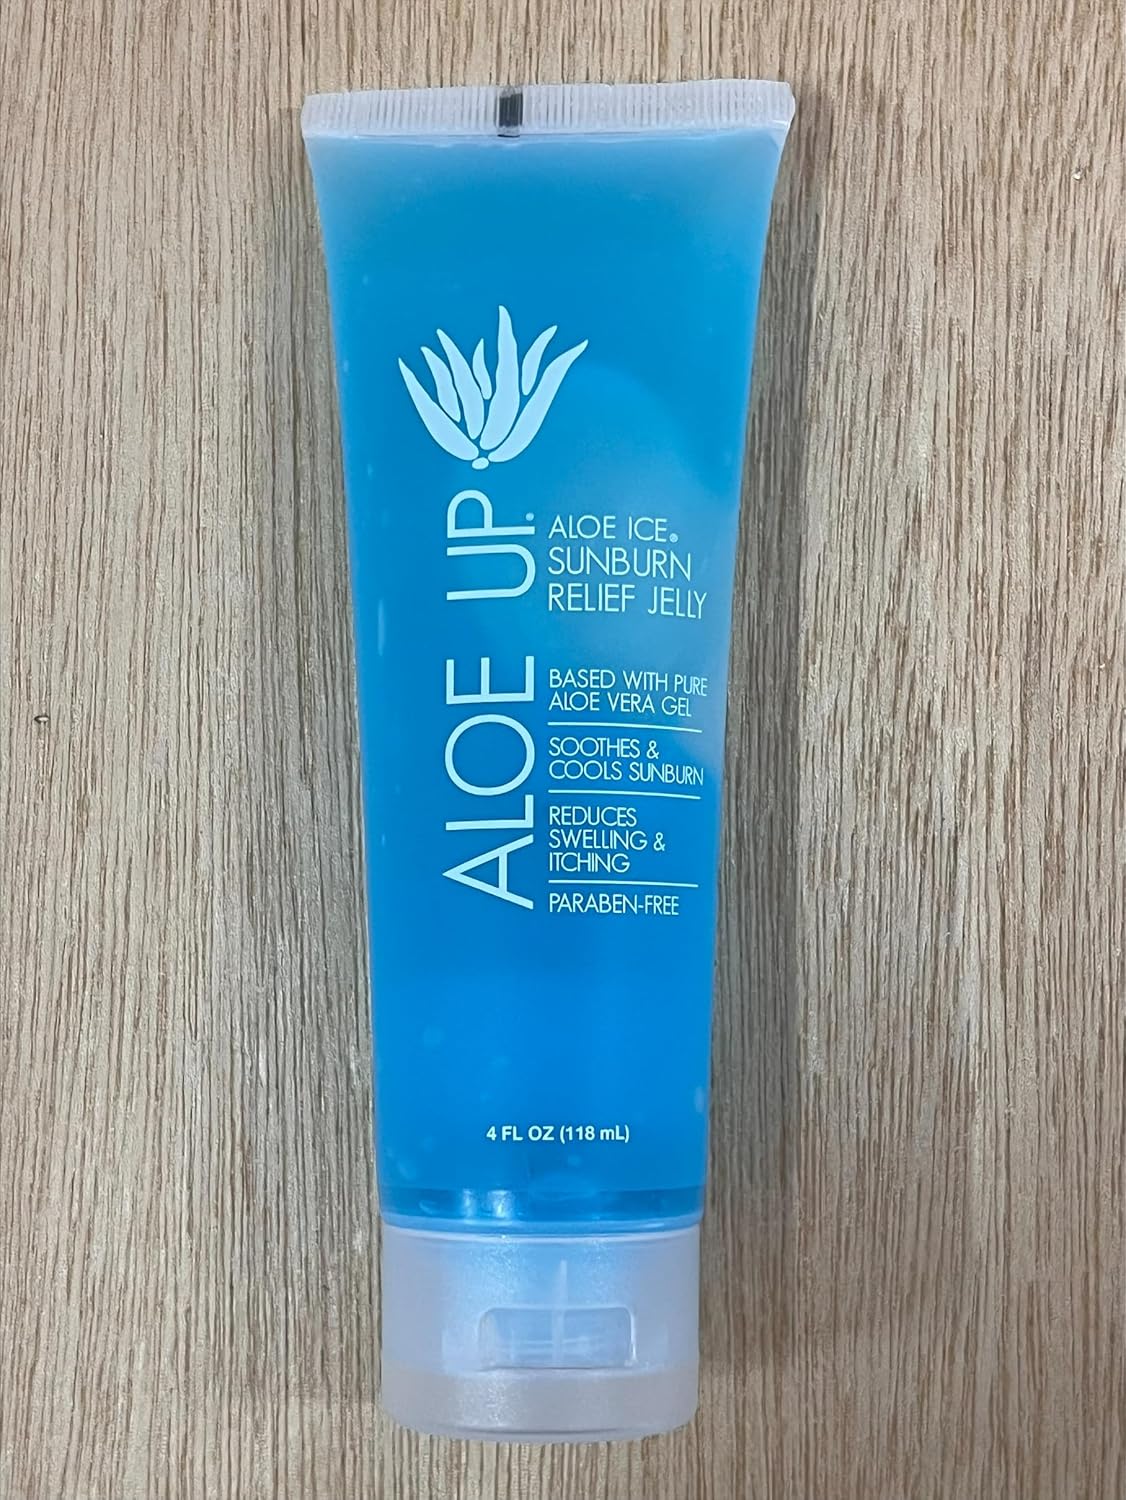 ALOE UP®
ALOE ICE®
SUNBURN
RELIEF JELLY
BASED WITH PURE
ALOE VERA GEL
SOOTHES &
COOLS SUNBURN
REDUCES
SWELLING &
ITCHING
PARABEN-FREE
4 FL OZ (118 mL)